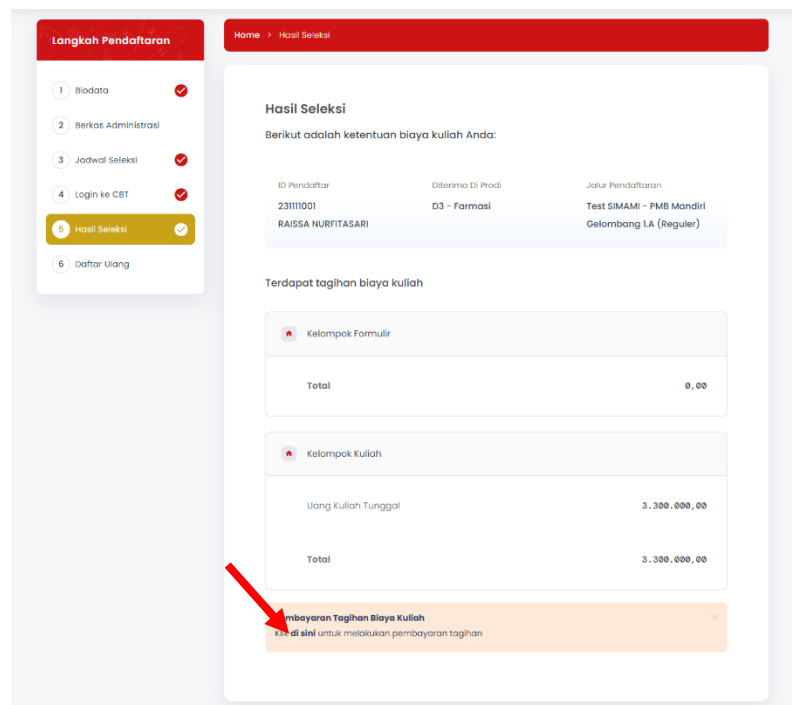 Langkah Pendaftaran
1 Biodata
2 Berkas Administrasi
3 Jadwal Seleksi
4 Login ke CBT
5 Hasil Seleksi
6 Daftar Ulang
Home > Hasil Seleksi
Hasil Seleksi
Berikut adalah ketentuan biaya kuliah Anda:
ID Pendaftar Diterima Di Prodi Jalur Pendaftaran
231111001 D3 - Farmasi Test SIMAMI - PMB Mandiri
RAISSA NURFITASARI Gelombang 1.A (Reguler)
Terdapat tagihan biaya kuliah
Kelompok Formulir
Total 0,00
Kelompok Kuliah
Uang Kuliah Tunggal 3.300.000,00
Total 3.300.000,00
Tagihan Biaya Kuliah
di sini untuk melakukan pembayaran tagihan